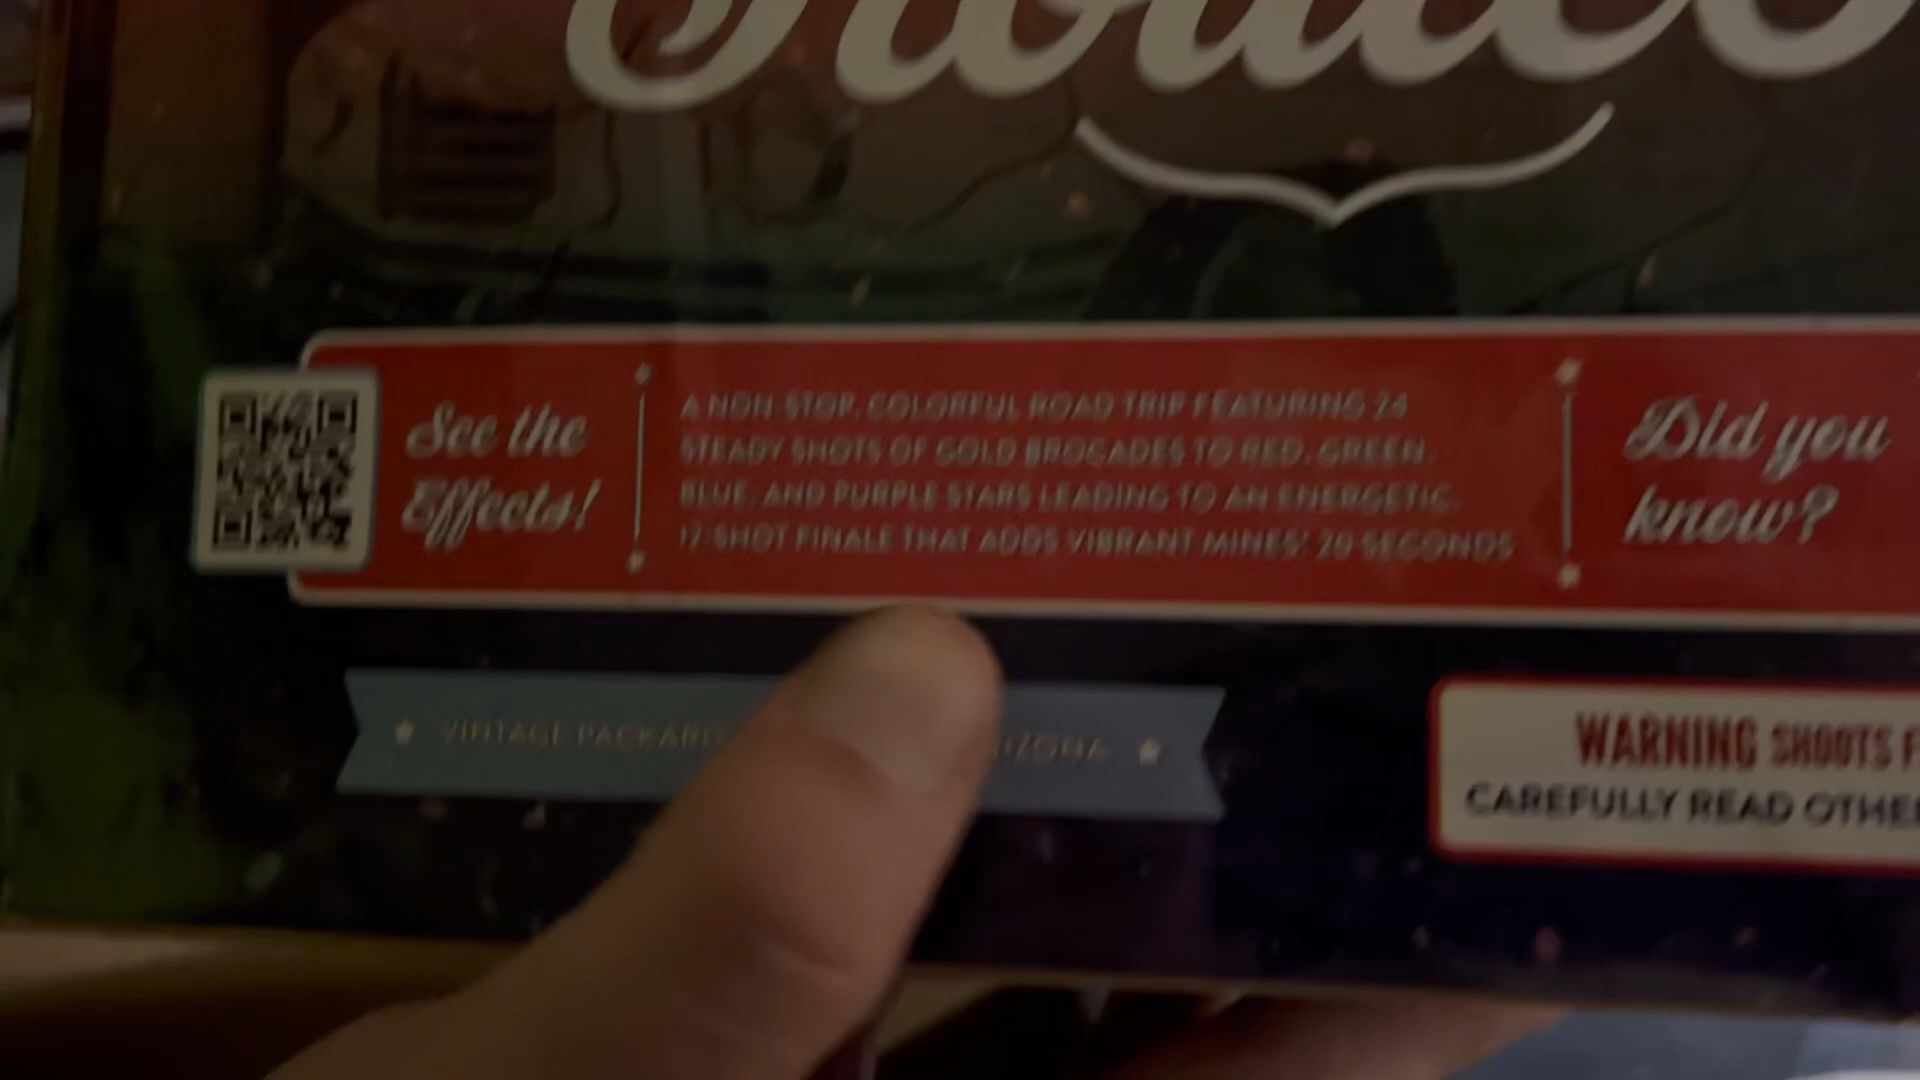 See the
Effects!
A NON-STOP, COLORFUL ROAD TRIP FEATURING 24
STEADY SHOTS OF GOLD BROCADES TO RED, GREEN,
BLUE, AND PURPLE STARS LEADING TO AN ENERGETIC,
12-SHOT FINALE THAT ADDS VIBRANT MINES! 20 SECONDS
Did you
know?
VINTAGE PACKARD
WARNING SHOOTS
CAREFULLY READ